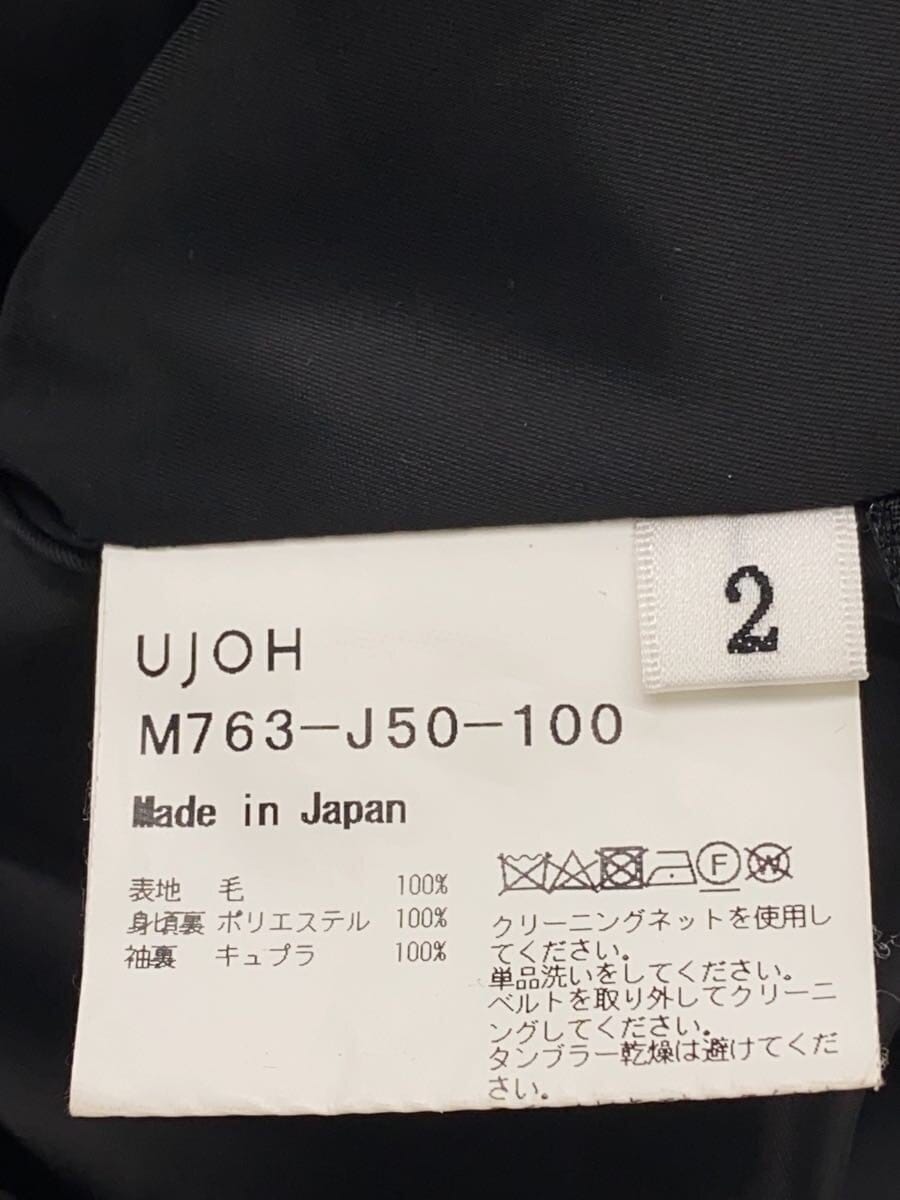 2
UJOH
M763-J50-100
Made in Japan
表地 毛 100%
身頃裏 ポリエステル 100%
袖裏 キュプラ 100%
F W
クリーニングネットを使用し
てください。
単品洗いをしてください。
ベルトを取り外してクリーニ
ングしてください。
タンブラー乾燥は避けてくだ
さい。